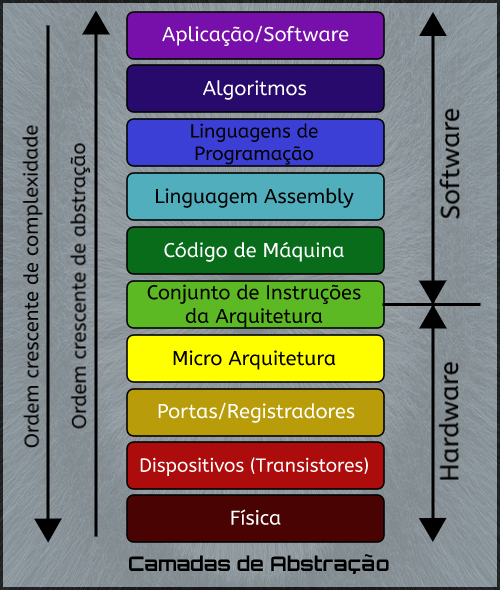 Aplicação/Software
Algoritmos
Linguagens de
Programação
Linguagem Assembly
Código de Máquina
Conjunto de Instruções
da Arquitetura
Micro Arquitetura
Portas/Registradores
Dispositivos (Transistores)
Física
Camadas de Abstração
Ordem crescente de complexidade
Ordem crescente de abstração
Software
Hardware